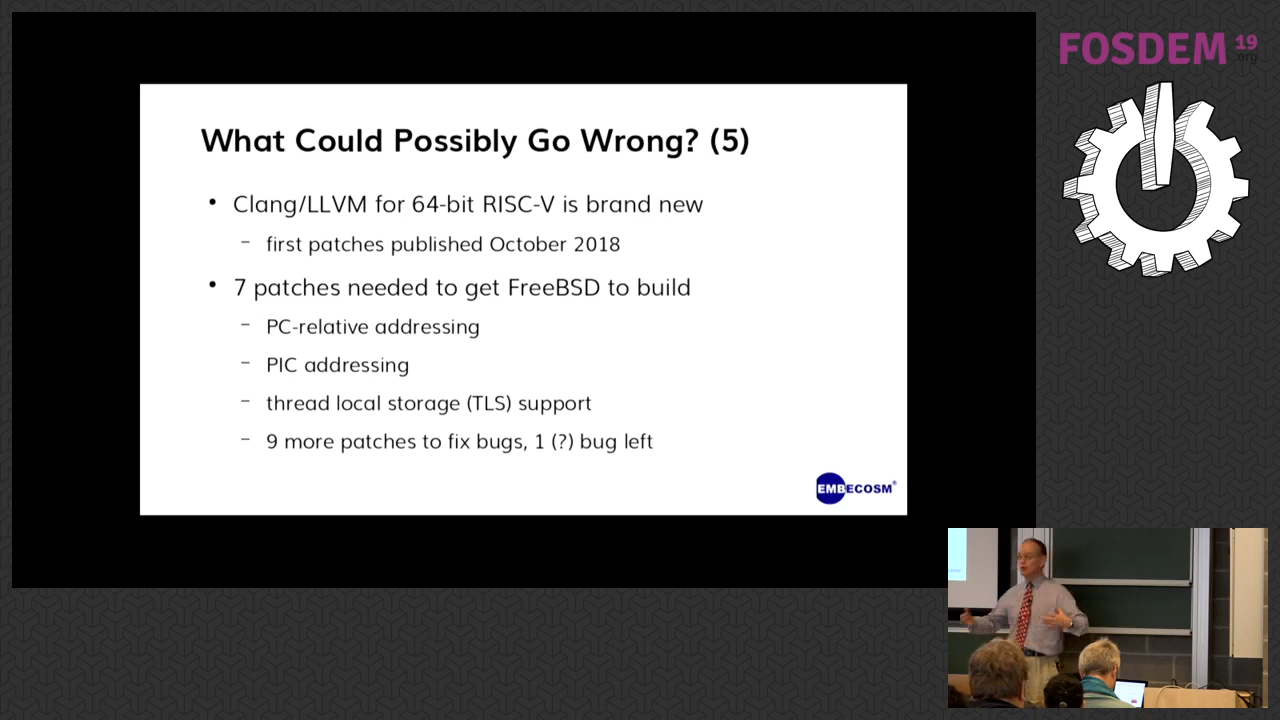 What Could Possibly Go Wrong? (5)
• Clang/LLVM for 64-bit RISC-V is brand new
– first patches published October 2018
• 7 patches needed to get FreeBSD to build
– PC-relative addressing
– PIC addressing
– thread local storage (TLS) support
– 9 more patches to fix bugs, 1 (?) bug left
EMBECOSM®
FOSDEM 19
.org